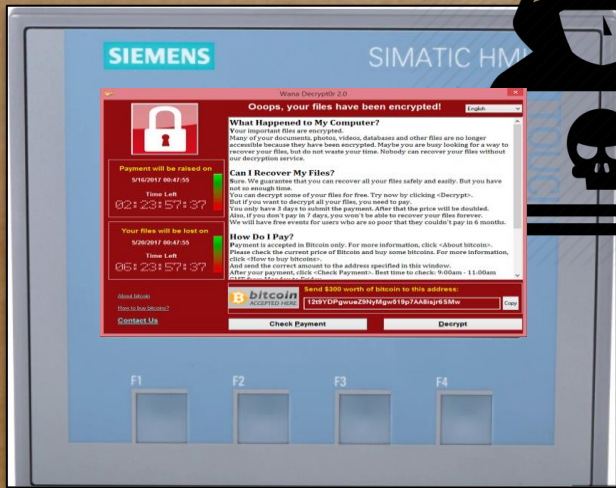 SIEMENS
SIMATIC HMI
Wana Decrypt0r 2.0
Ooops, your files have been encrypted!
English
What Happened to My Computer?
Your important files are encrypted.
Many of your documents, photos, videos, databases and other files are no longer
accessible because they have been encrypted. Maybe you are busy looking for a way to
recover your files, but do not waste your time. Nobody can recover your files without
our decryption service.
Can I Recover My Files?
Sure. We guarantee that you can recover all your files safely and easily. But you have
not so enough time.
You can decrypt some of your files for free. Try now by clicking <Decrypt>.
But if you want to decrypt all your files, you need to pay.
You only have 3 days to submit the payment. After that the price will be doubled.
Also, if you don't pay in 7 days, you won't be able to recover your files forever.
We will have free events for users who are so poor that they couldn't pay in 6 months.
How Do I Pay?
Payment is accepted in Bitcoin only. For more information, click <About bitcoin>.
Please check the current price of Bitcoin and buy some bitcoins. For more information,
click <How to buy bitcoins>.
And send the correct amount to the address specified in this window.
After your payment, click <Check Payment>. Best time to check: 9:00am - 11:00am
GMT from Monday to Friday.
Payment will be raised on
5/16/2017 00:47:55
Time Left
02:23:57:37
Your files will be lost on
5/20/2017 00:47:55
Time Left
06:23:57:37
About bitcoin
How to buy bitcoins?
Contact Us
bitcoin
ACCEPTED HERE
Send $300 worth of bitcoin to this address:
Copy
Check Payment
Decrypt
F1
F2
F3
F4